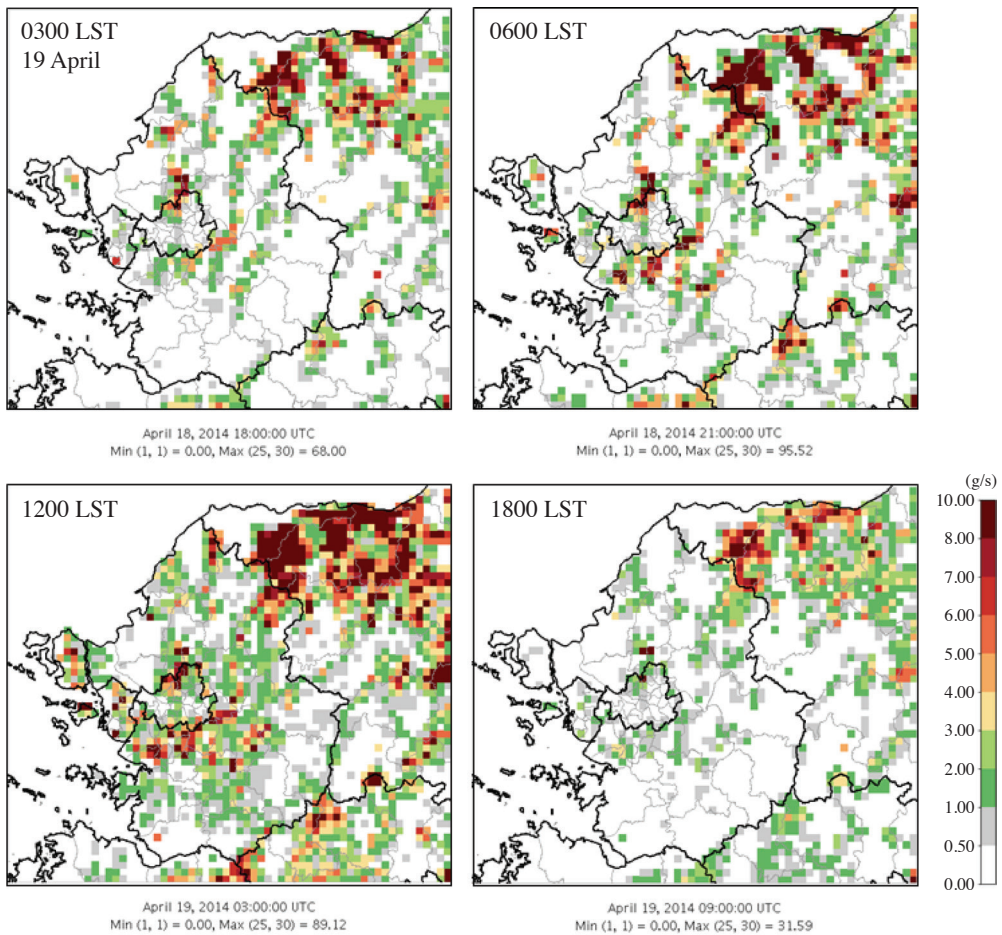 0300 LST
19 April
0600 LST
April 18, 2014 18:00:00 UTC
Min (1, 1) = 0.00, Max (25, 30) = 68.00
April 18, 2014 21:00:00 UTC
Min (1, 1) = 0.00, Max (25, 30) = 95.52
1200 LST
1800 LST
(g/s)
10.00
8.00
7.00
6.00
5.00
4.00
3.00
2.00
1.00
0.50
0.00
April 19, 2014 03:00:00 UTC
Min (1, 1) = 0.00, Max (25, 30) = 89.12
April 19, 2014 09:00:00 UTC
Min (1, 1) = 0.00, Max (25, 30) = 31.59